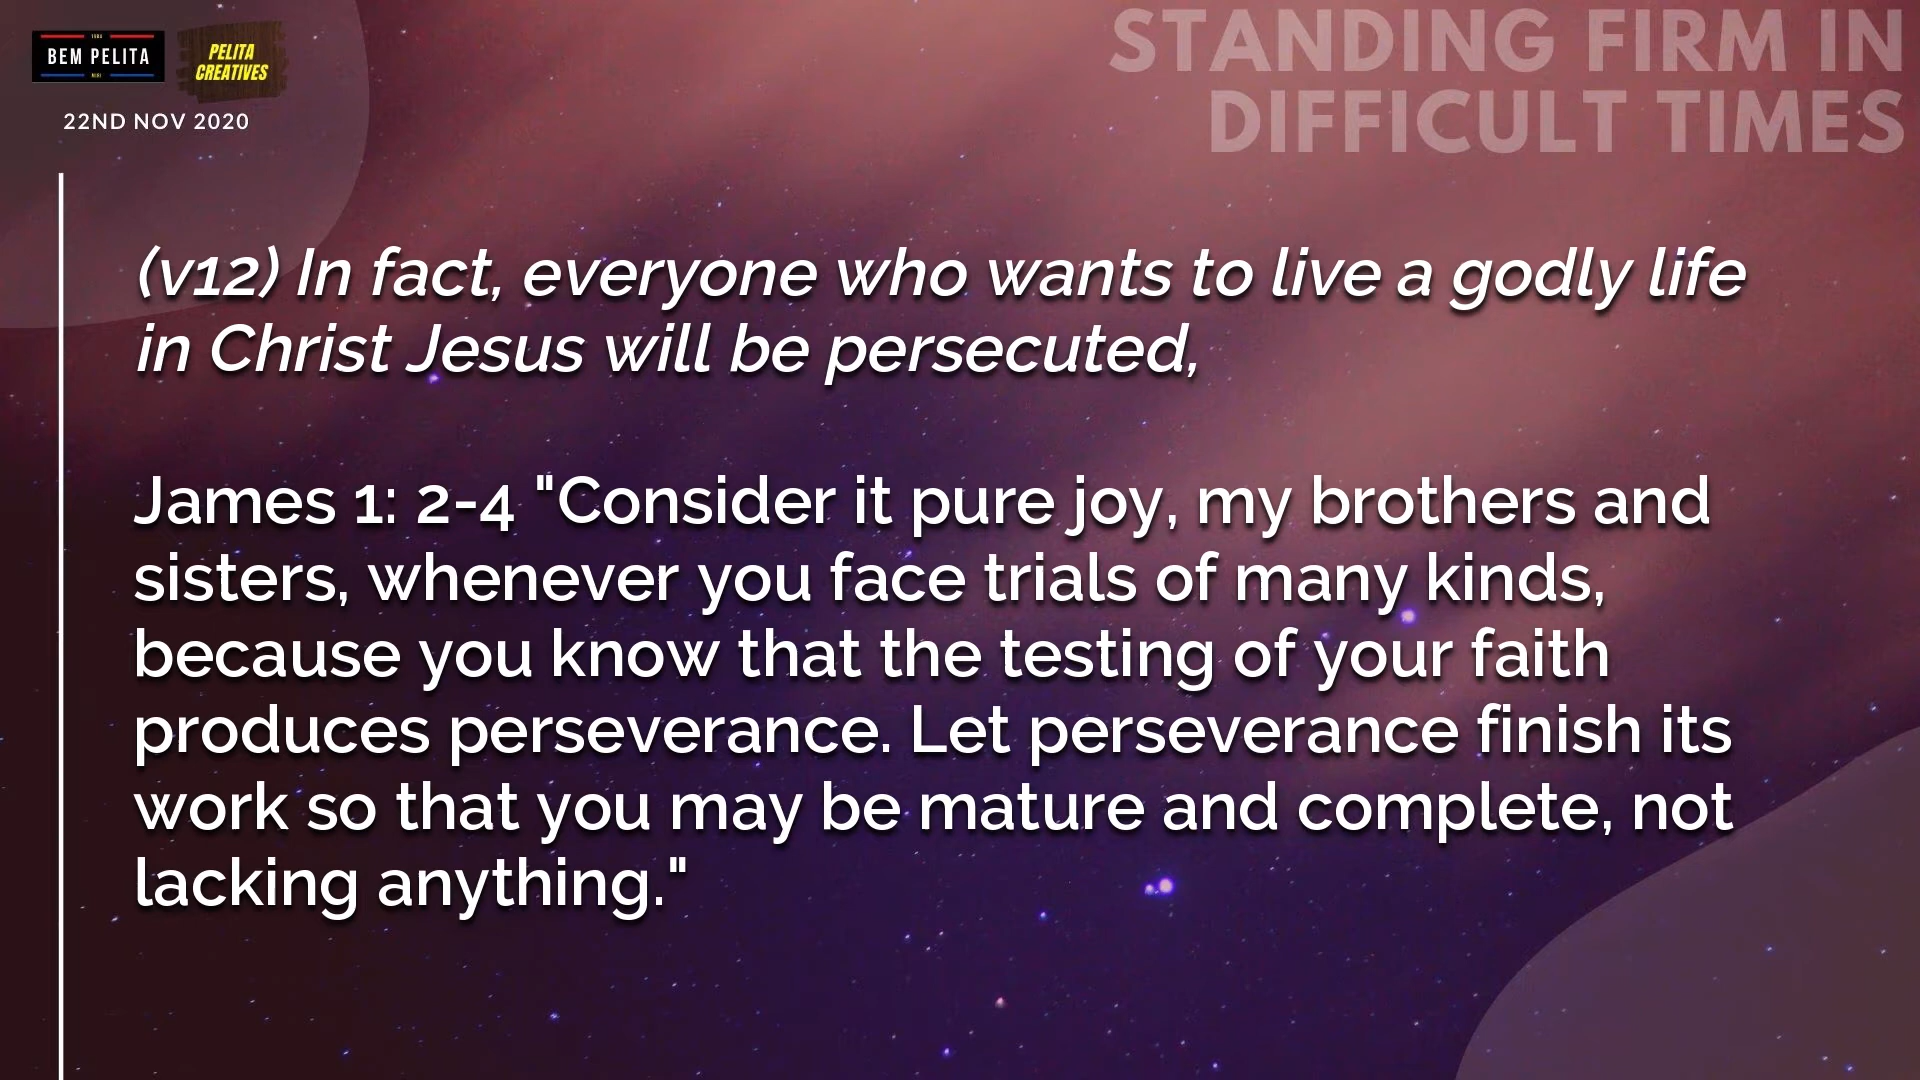 1984
BEM PELITA
MIRI
PELITA
CREATIVES
22ND NOV 2020
STANDING FIRM IN
DIFFICULT TIMES
(v12) In fact, everyone who wants to live a godly life
in Christ Jesus will be persecuted,
James 1: 2-4 "Consider it pure joy, my brothers and
sisters, whenever you face trials of many kinds,
because you know that the testing of your faith
produces perseverance. Let perseverance finish its
work so that you may be mature and complete, not
lacking anything."